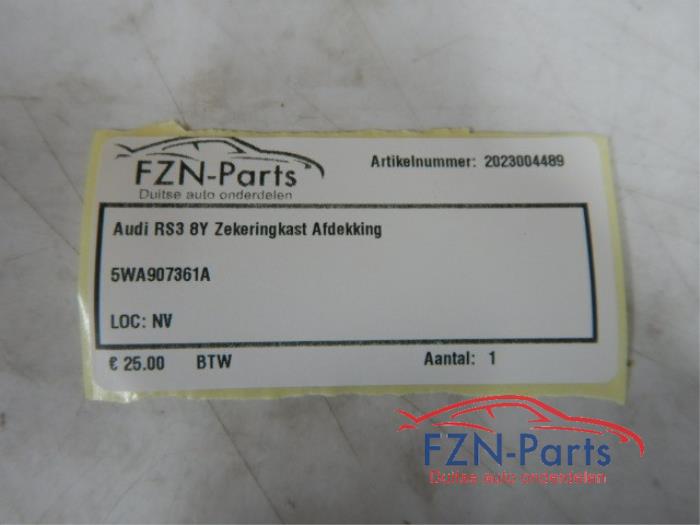 FZN-Parts
Duitse auto onderdelen
Artikelnummer: 2023004489
Audi RS3 8Y Zekeringkast Afdekking
5WA907361A
LOC: NV
€ 25.00 BTW Aantal: 1
FZN-Parts
Duitse auto onderdelen